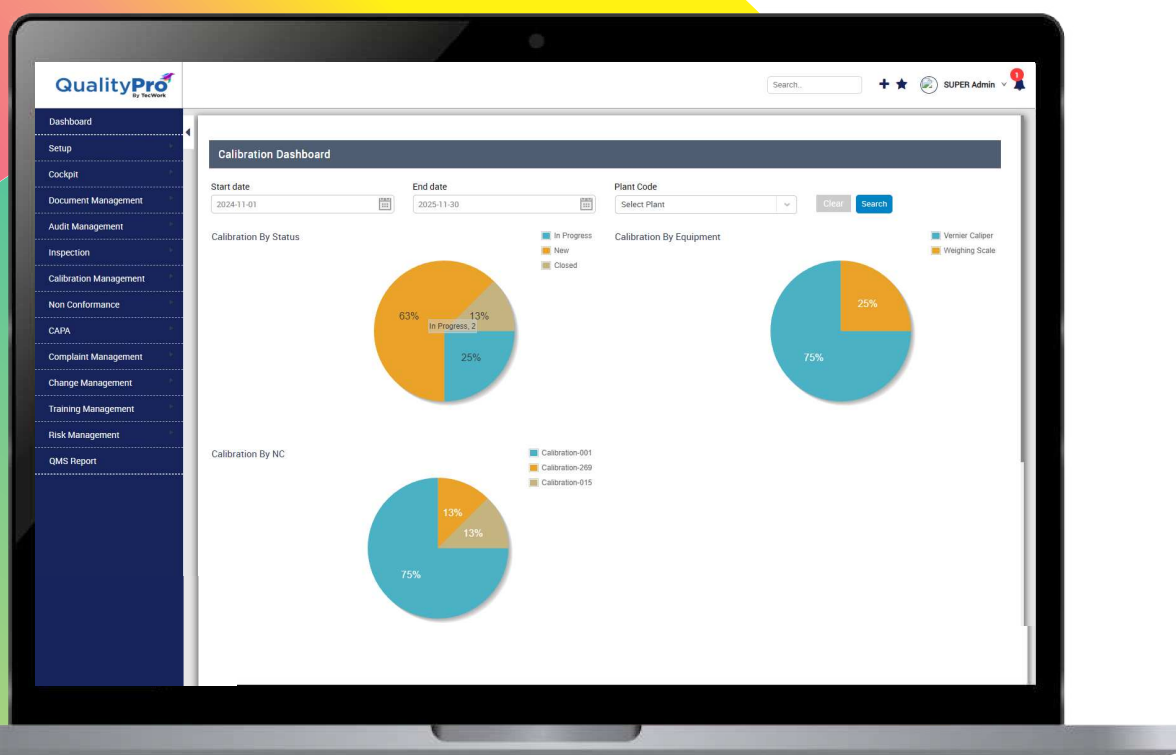 QualityPro
By TecWork
Search..
SUPER Admin
1
Dashboard
Setup
Cockpit
Document Management
Audit Management
Inspection
Calibration Management
Non Conformance
CAPA
Complaint Management
Change Management
Training Management
Risk Management
QMS Report
Calibration Dashboard
Start date
End date
Plant Code
2024-11-01
2025-11-30
Select Plant
Clear
Search
Calibration By Status
In Progress
New
Closed
63%
13%
In Progress, 2
25%
Calibration By Equipment
Vernier Caliper
Weighing Scale
25%
75%
Calibration By NC
Calibration-001
Calibration-269
Calibration-015
13%
13%
75%